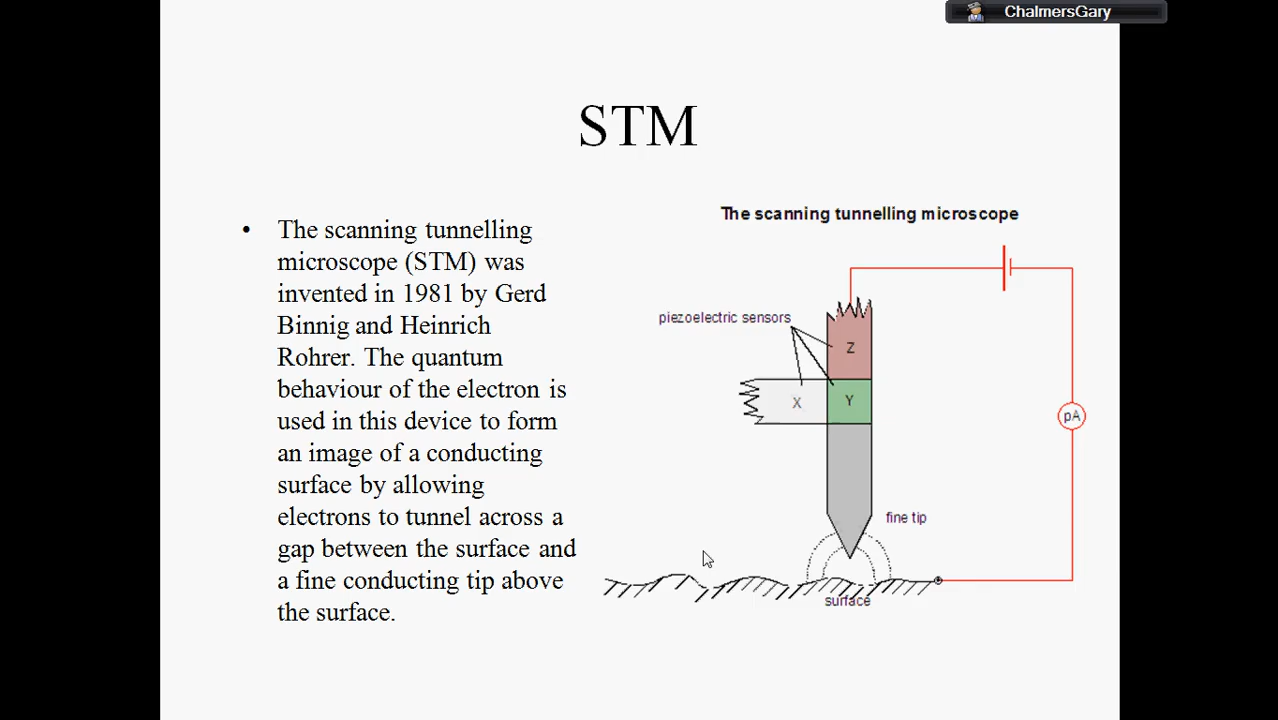 ChalmersGary
STM
• The scanning tunnelling
microscope (STM) was
invented in 1981 by Gerd
Binnig and Heinrich
Rohrer. The quantum
behaviour of the electron is
used in this device to form
an image of a conducting
surface by allowing
electrons to tunnel across a
gap between the surface and
a fine conducting tip above
the surface.
The scanning tunnelling microscope
piezoelectric sensors
Z
X
Y
pA
fine tip
surface